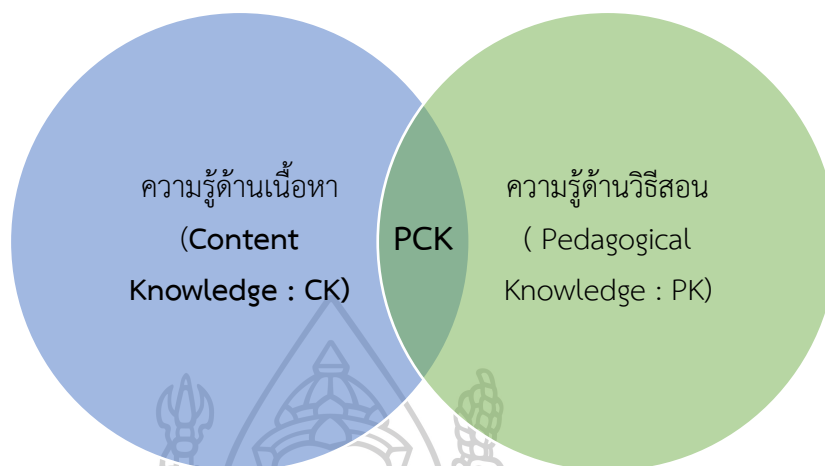 ความรู้ด้านเนื้อหา
(Content
Knowledge : CK)
PCK
ความรู้ด้านวิธีสอน
( Pedagogical
Knowledge : PK)